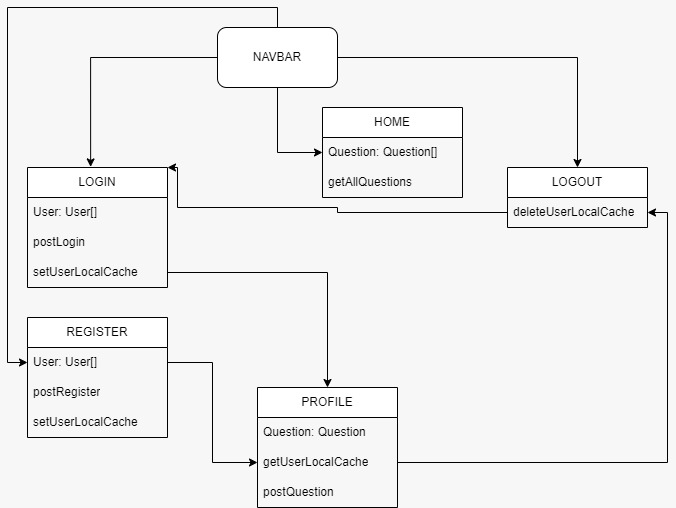 NAVBAR
HOME
Question: Question[]
getAllQuestions
LOGIN
User: User[]
postLogin
setUserLocalCache
LOGOUT
deleteUserLocalCache
REGISTER
User: User[]
postRegister
setUserLocalCache
PROFILE
Question: Question
getUserLocalCache
postQuestion